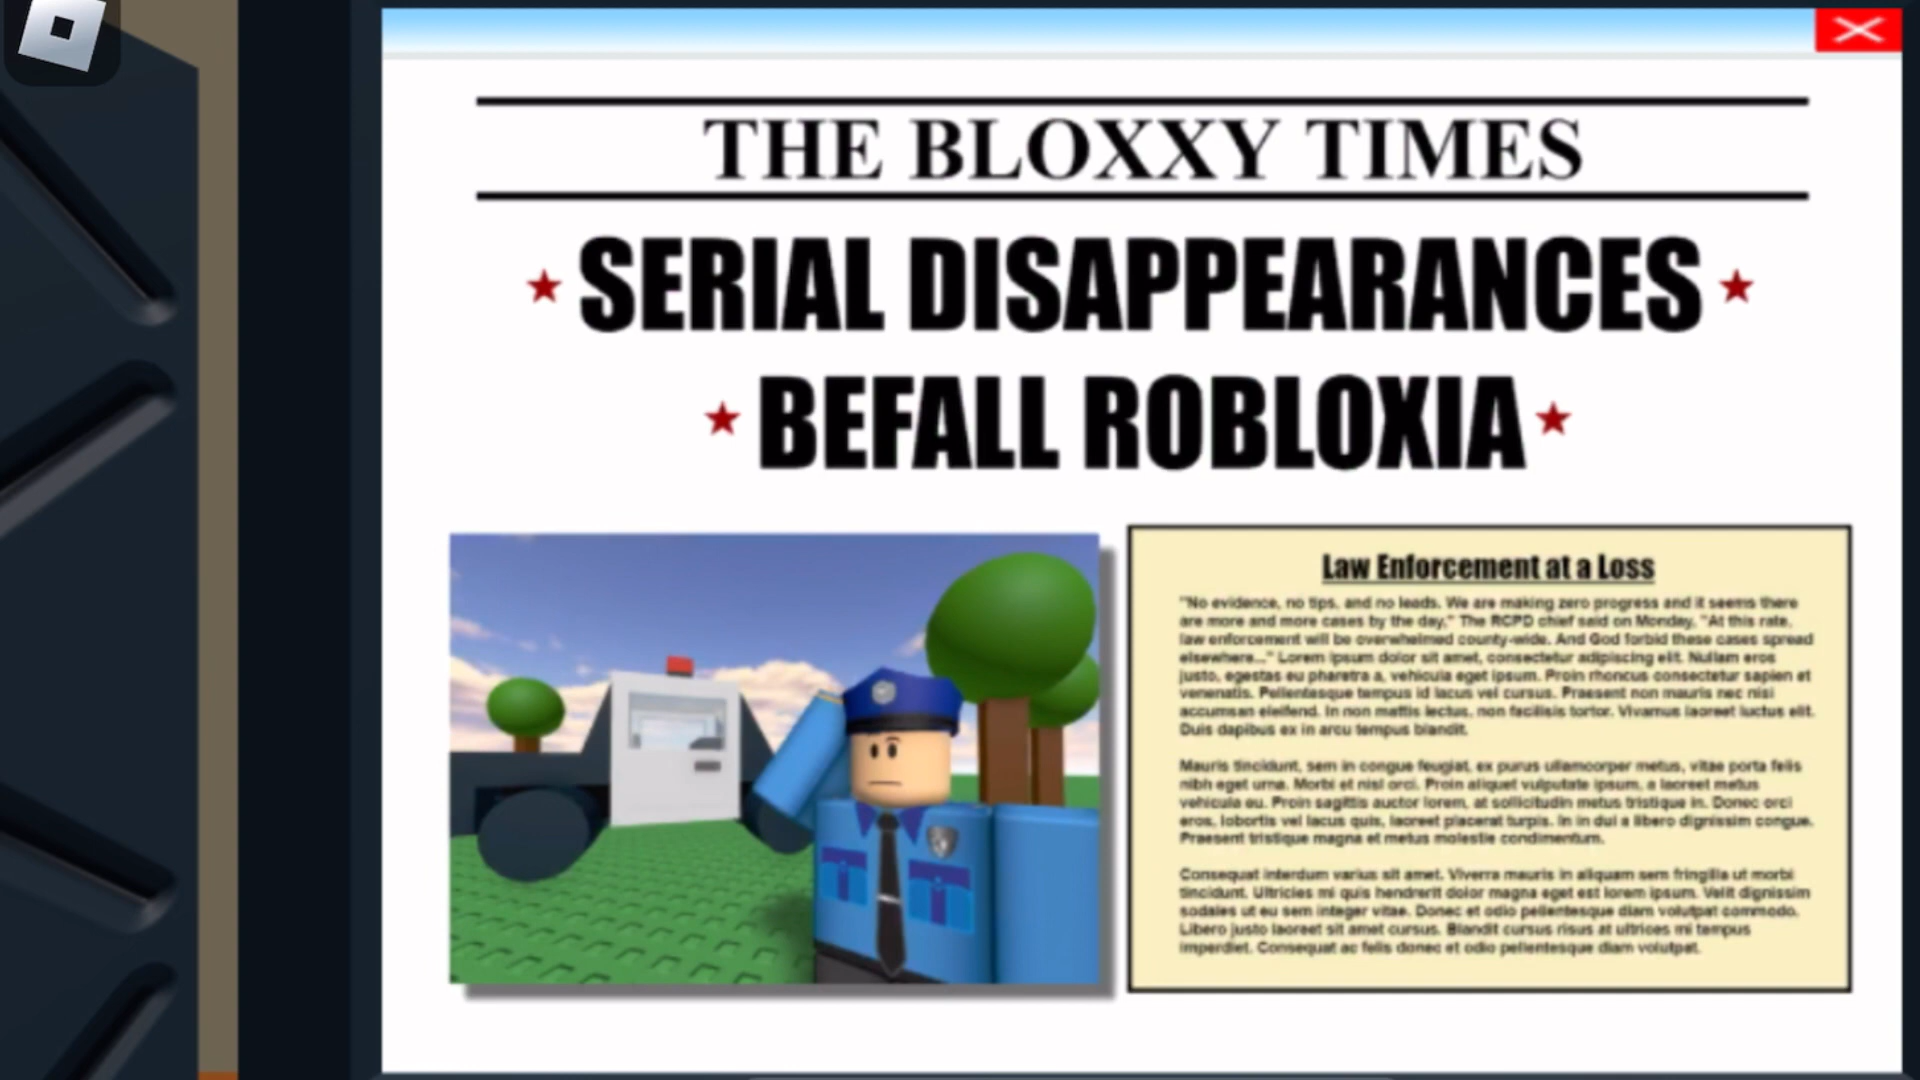 THE BLOXXY TIMES
SERIAL DISAPPEARANCES
BEFALL ROBLOXIA
Law Enforcement at a Loss
"No evidence, no tips, and no leads. We are making zero progress and it seems there
are more and more cases by the day." The RCPD chief said on Monday, "At this rate,
law enforcement will be overwhelmed county-wide. And God forbid these cases spread
elsewhere..." Lorem ipsum dolor sit amet, consectetur adipiscing elit. Nullam eros
justo, egestas eu pharetra a, vehicula eget ipsum. Proin rhoncus consectetur sapien et
venenatis. Pellentesque tempus id lacus vel cursus. Praesent non mauris nec nisi
accumsan eleifend. In non mattis lectus, non facilisis tortor. Vivamus laoreet luctus elit.
Duis dapibus ex in arcu tempus blandit.
Mauris tincidunt, sem in congue feugiat, ex purus ullamcorper metus, vitae porta felis
nibh eget urna. Morbi et nisl orci. Proin aliquet vulputate ipsum, a laoreet metus
vehicula eu. Proin sagittis auctor lorem, at sollicitudin metus tristique in. Donec orci
eros, lobortis vel lacus quis, laoreet placerat turpis. In in dui a libero dignissim congue.
Praesent tristique magna et metus molestie condimentum.
Consequat interdum varius sit amet. Viverra mauris in aliquam sem fringilla ut morbi
tincidunt. Ultricies mi quis hendrerit dolor magna eget est lorem ipsum. Velit dignissim
sodales ut eu sem integer vitae. Donec et odio pellentesque diam volutpat commodo.
Libero justo laoreet sit amet cursus. Blandit cursus risus at ultrices mi tempus
imperdiet. Consequat ac felis donec et odio pellentesque diam volutpat.